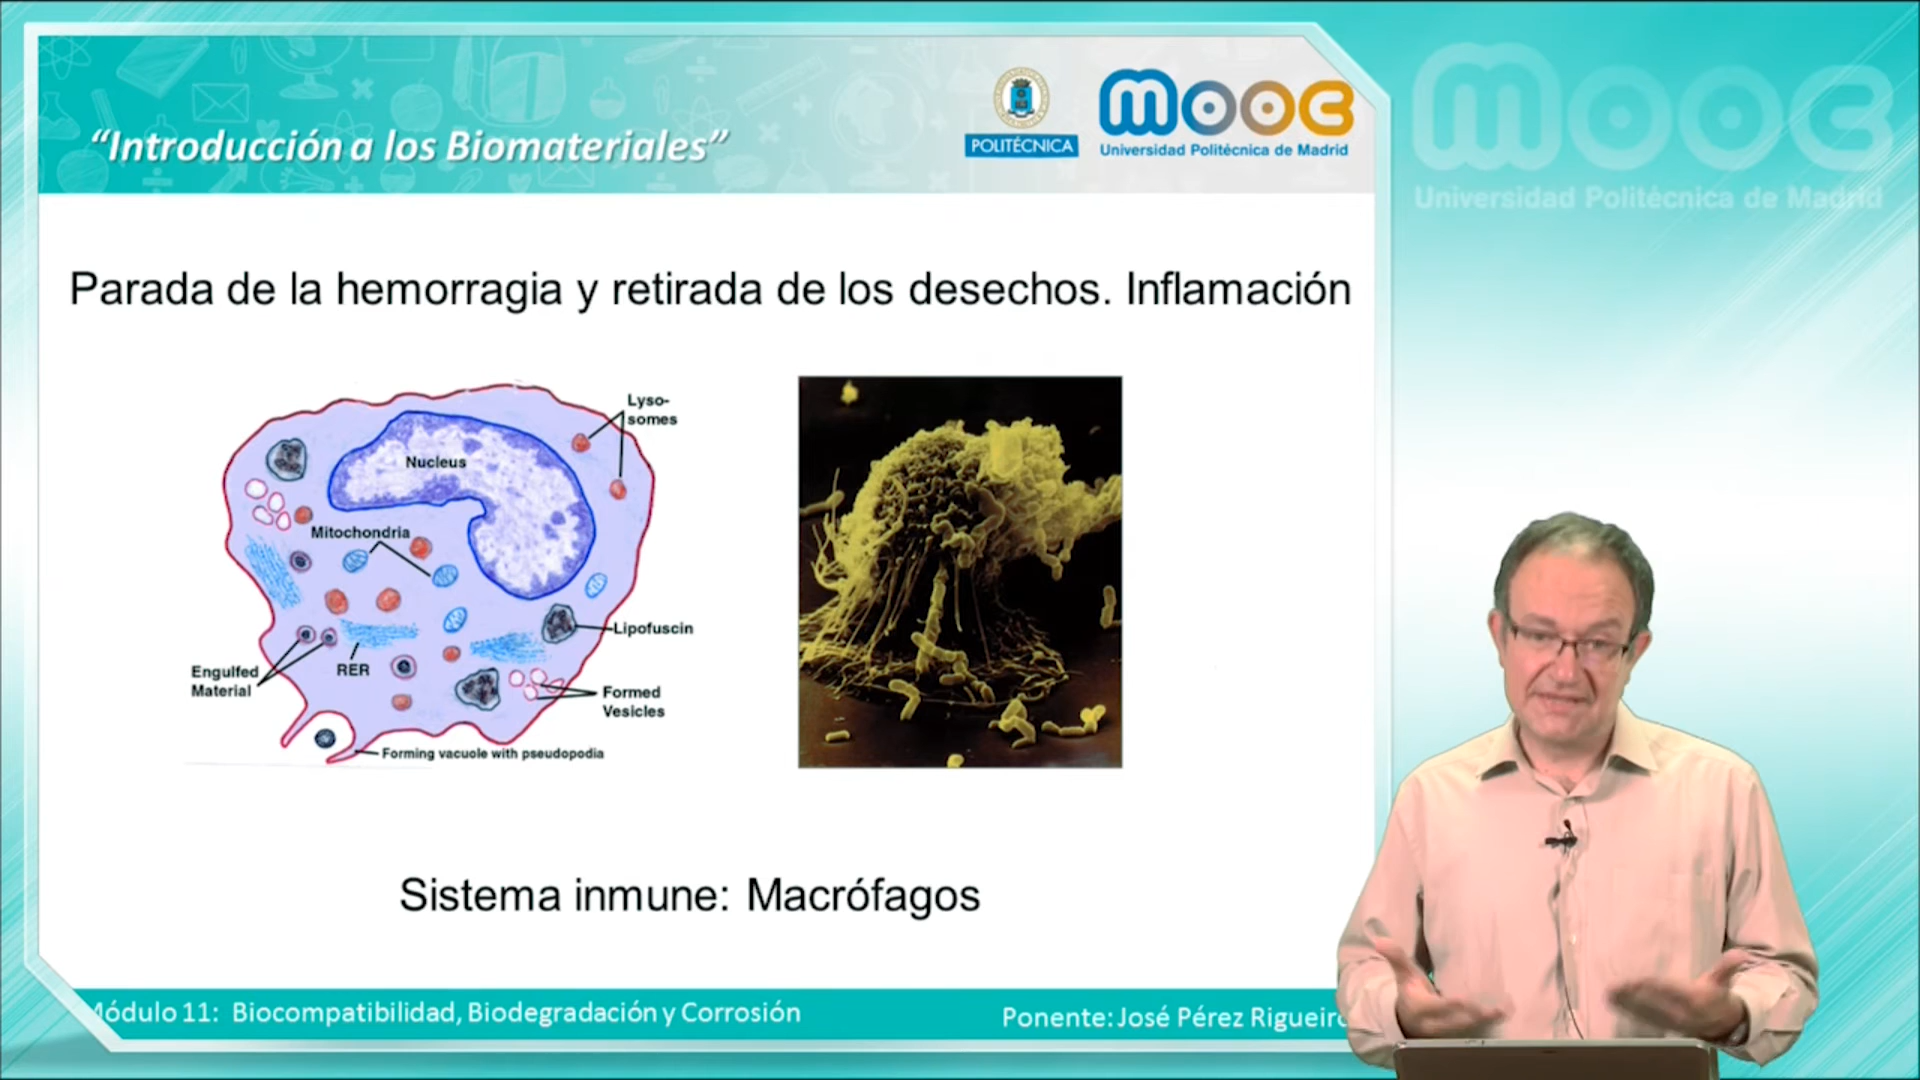 “Introducción a los Biomateriales”
POLITÉCNICA
mooc
Universidad Politécnica de Madrid
mooc
Universidad Politécnica de Madrid
Parada de la hemorragia y retirada de los desechos. Inflamación
Lyso-
somes
Nucleus
Mitochondria
Lipofuscin
Engulfed
Material
RER
Formed
Vesicles
Forming vacuole with pseudopodia
Sistema inmune: Macrófagos
Módulo 11: Biocompatibilidad, Biodegradación y Corrosión
Ponente: José Pérez Rigueiro